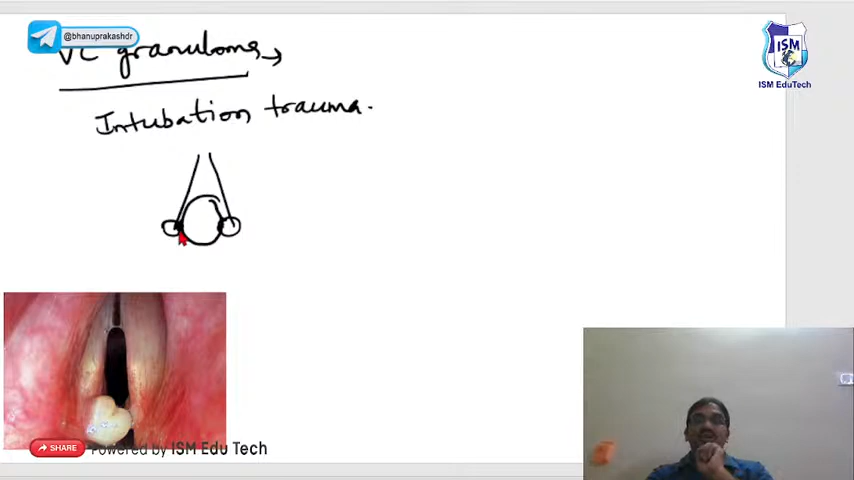 @bhanuprakashdr
VC granuloma →
Intubation trauma.
ISM
ISM EduTech
SHARE
Powered by ISM Edu Tech